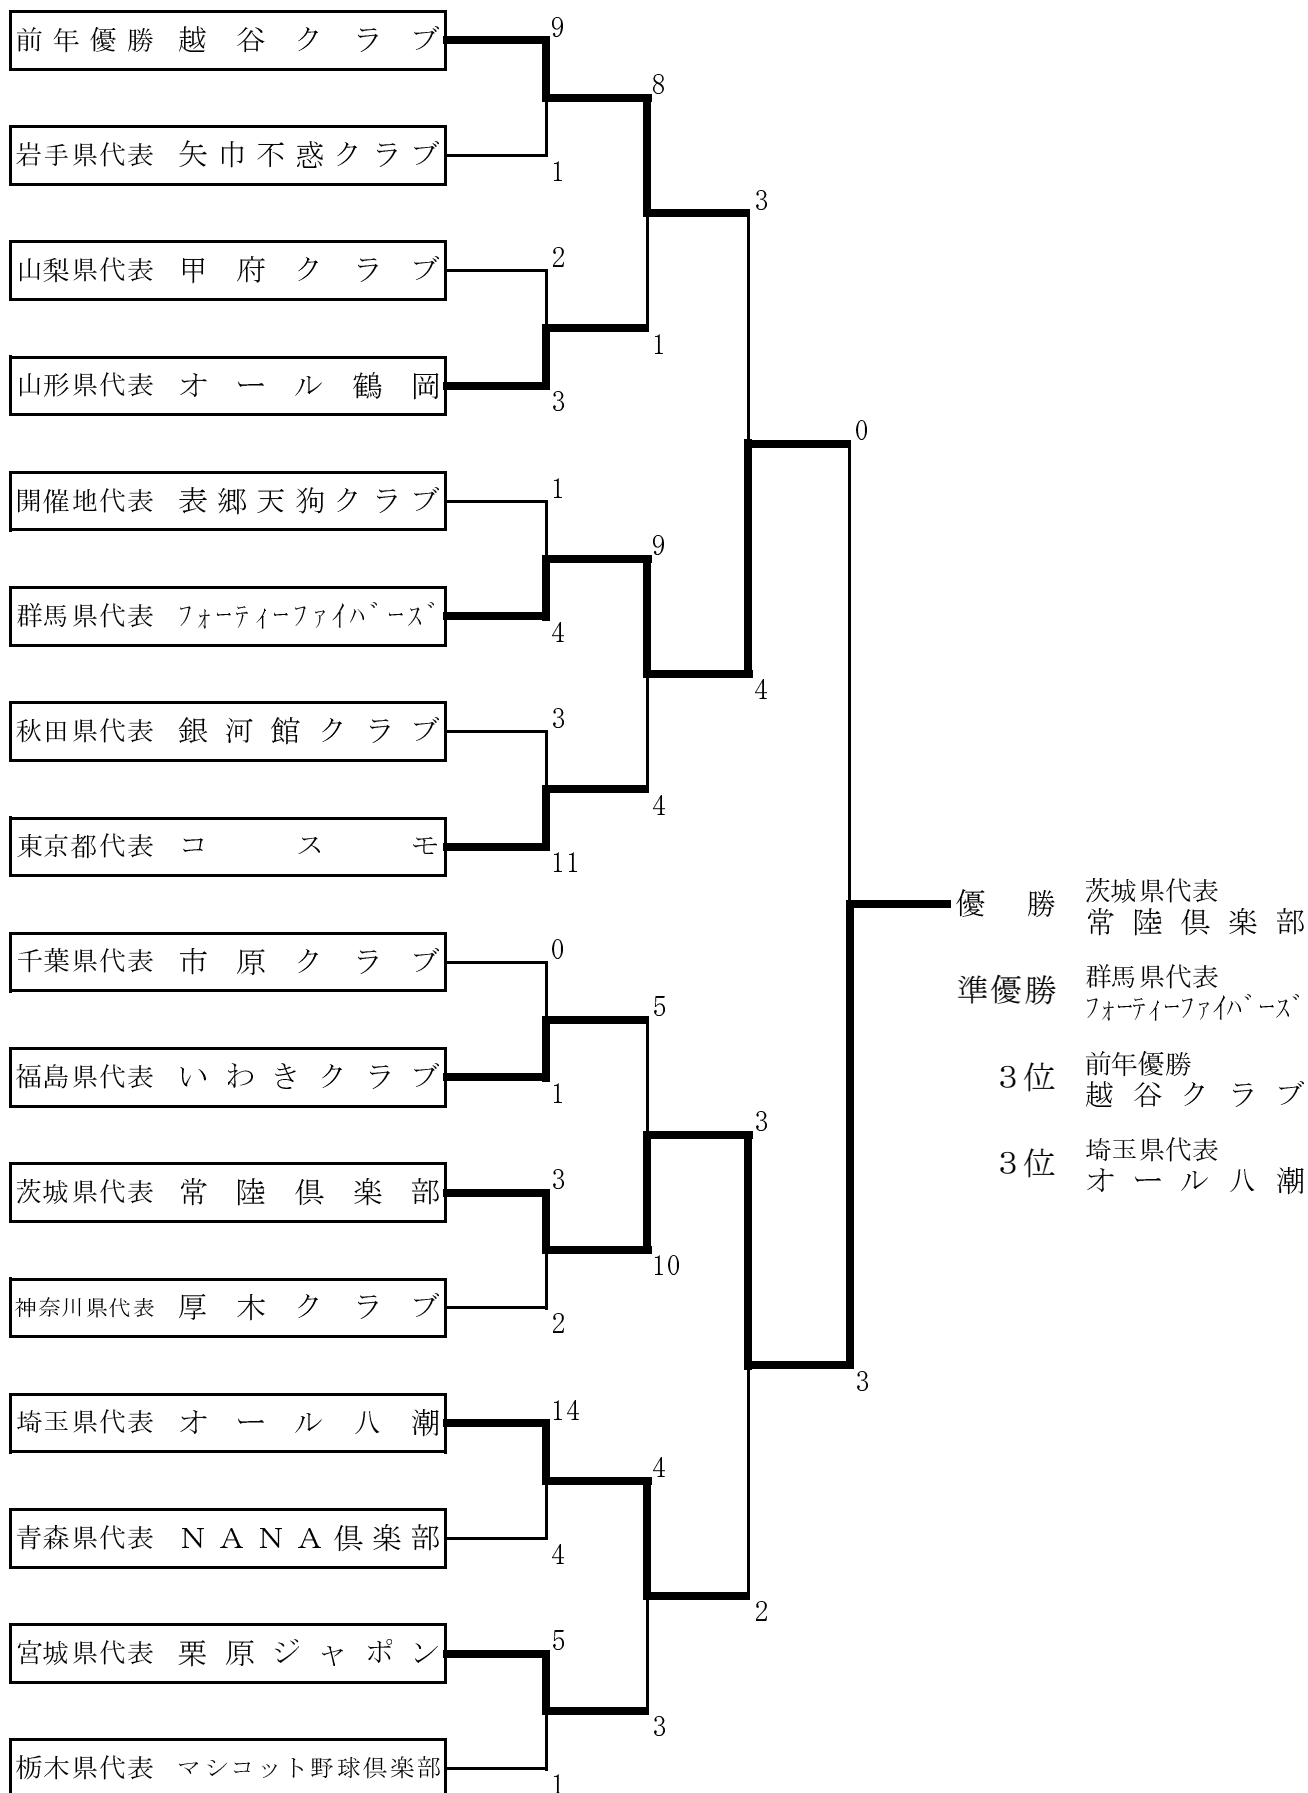 前年優勝 越谷クラブ
9
8
岩手県代表 矢巾不惑クラブ
1
3
山梨県代表 甲府クラブ
2
1
山形県代表 オール鶴岡
3
0
開催地代表 表郷天狗クラブ
1
9
群馬県代表 フォーティーファイバーズ
4
4
秋田県代表 銀河館クラブ
3
4
東京都代表 コスモ
11
千葉県代表 市原クラブ
0
5
福島県代表 いわきクラブ
1
3
茨城県代表 常陸倶楽部
3
10
神奈川県代表 厚木クラブ
2
3
埼玉県代表 オール八潮
14
4
青森県代表 NANA倶楽部
4
2
宮城県代表 栗原ジャポン
5
3
栃木県代表 マシコット野球倶楽部
1
優勝 茨城県代表
常陸倶楽部
準優勝 群馬県代表
フォーティーファイバーズ
3位 前年優勝
越谷クラブ
3位 埼玉県代表
オール八潮